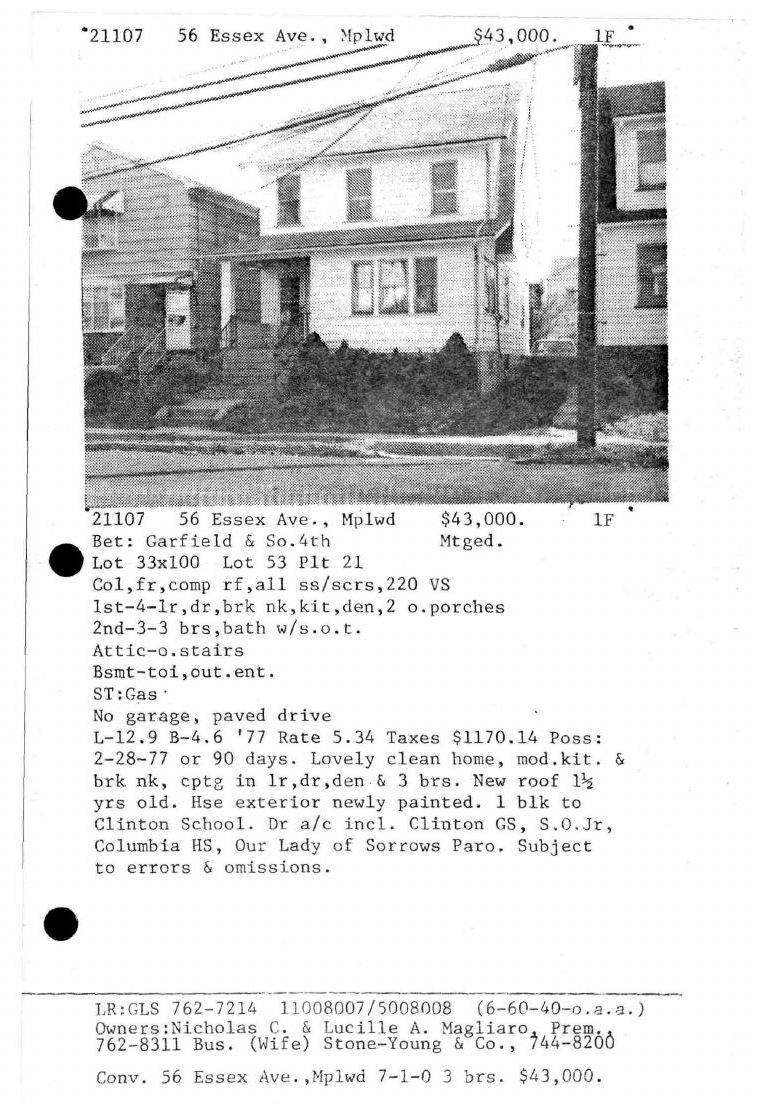 21107 56 Essex Ave., Mplwd $43,000. 1F
21107 56 Essex Ave., Mplwd $43,000. 1F
Bet: Garfield & So.4th Mtged.
Lot 33x100 Lot 53 Plt 21
Col,fr,comp rf,all ss/scrs,220 VS
1st-4-lr,dr,brk nk,kit,den,2 o.porches
2nd-3-3 brs,bath w/s.o.t.
Attic-o.stairs
Bsmt-toi,out.ent.
ST:Gas
No garage, paved drive
L-12.9 B-4.6 '77 Rate 5.34 Taxes $1170.14 Poss:
2-28-77 or 90 days. Lovely clean home, mod.kit. &
brk nk, cptg in lr,dr,den & 3 brs. New roof 1½
yrs old. Hse exterior newly painted. 1 blk to
Clinton School. Dr a/c incl. Clinton GS, S.O.Jr,
Columbia HS, Our Lady of Sorrows Paro. Subject
to errors & omissions.
LR:GLS 762-7214 11008007/5008008 (6-60-40-o.a.a.)
Owners:Nicholas C. & Lucille A. Magliaro, Prem.,
762-8311 Bus. (Wife) Stone-Young & Co., 744-8200
Conv. 56 Essex Ave.,Mplwd 7-1-0 3 brs. $43,000.